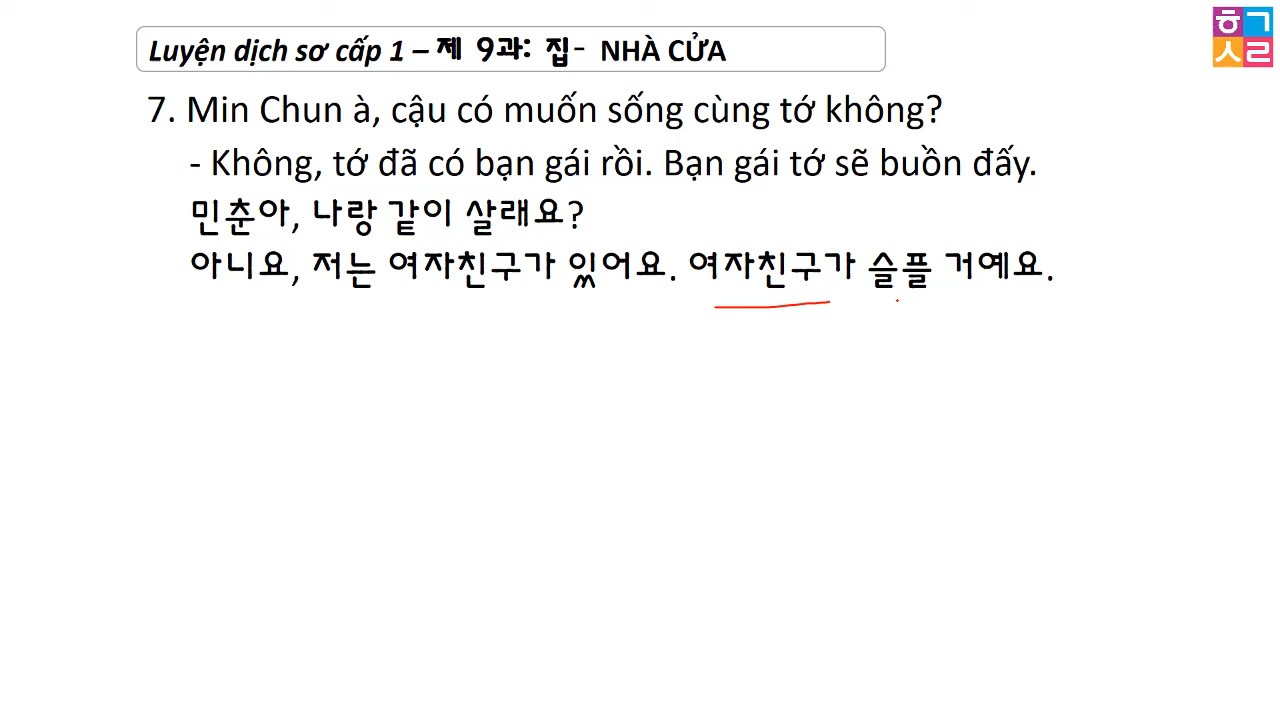 Luyện dịch sơ cấp 1 – 제 9과: 집- NHÀ CỬA
ㅎㄱ
ㅅㄹ
7. Min Chun à, cậu có muốn sống cùng tớ không?
- Không, tớ đã có bạn gái rồi. Bạn gái tớ sẽ buồn đấy.
민춘아, 나랑 같이 살래요?
아니요, 저는 여자친구가 있어요. 여자친구가 슬플 거예요.